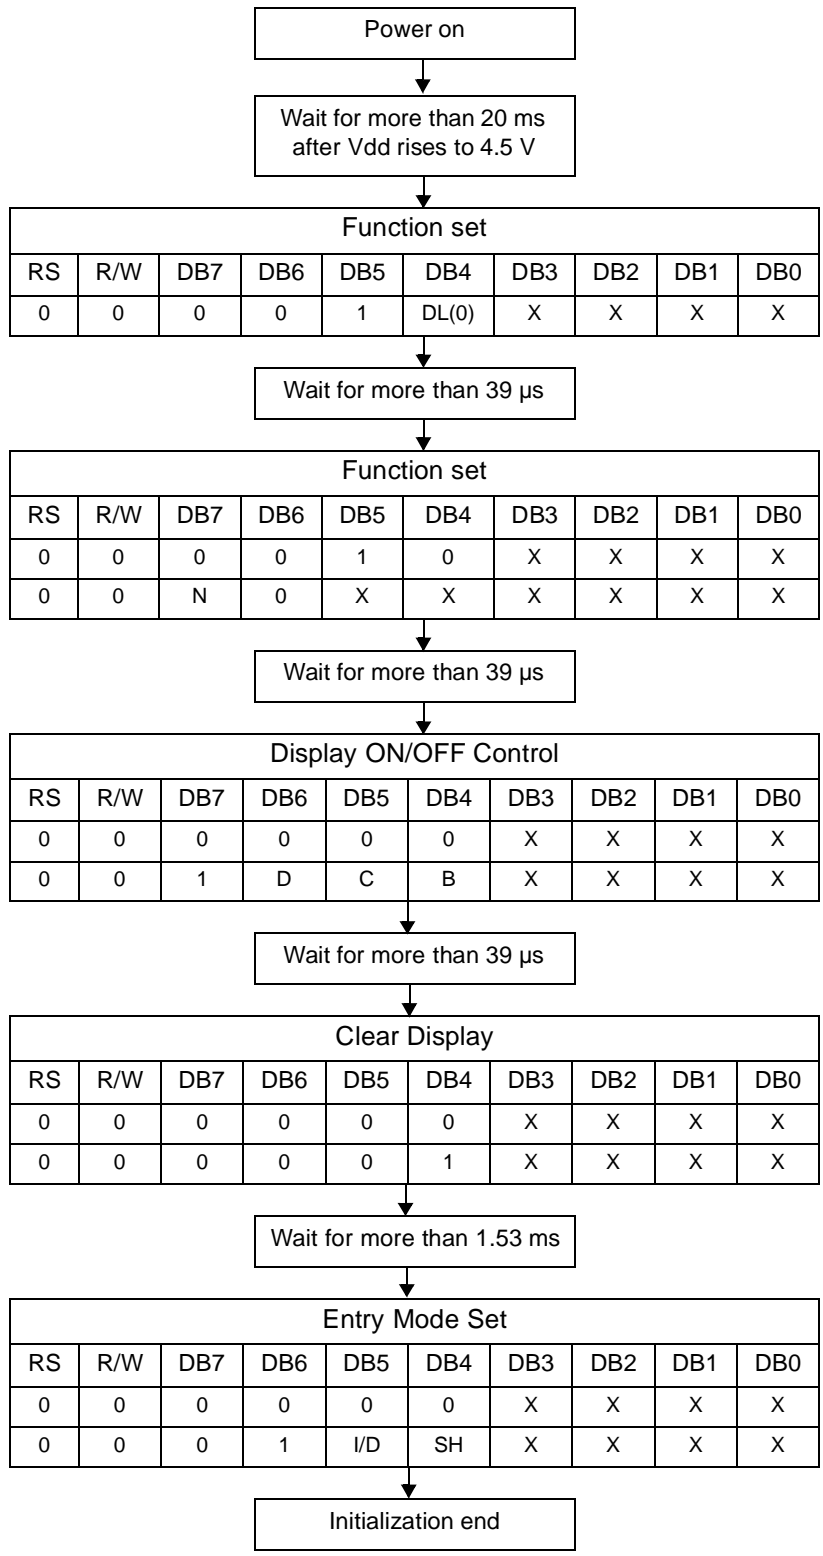 Power on
Wait for more than 20 ms
after Vdd rises to 4.5 V
Function set
RS R/W DB7 DB6 DB5 DB4 DB3 DB2 DB1 DB0
0 0 0 0 1 DL(0) X X X X
Wait for more than 39 µs
Function set
RS R/W DB7 DB6 DB5 DB4 DB3 DB2 DB1 DB0
0 0 0 0 1 0 X X X X
0 0 N 0 X X X X X X
Wait for more than 39 µs
Display ON/OFF Control
RS R/W DB7 DB6 DB5 DB4 DB3 DB2 DB1 DB0
0 0 0 0 0 0 X X X X
0 0 1 D C B X X X X
Wait for more than 39 µs
Clear Display
RS R/W DB7 DB6 DB5 DB4 DB3 DB2 DB1 DB0
0 0 0 0 0 0 X X X X
0 0 0 0 0 1 X X X X
Wait for more than 1.53 ms
Entry Mode Set
RS R/W DB7 DB6 DB5 DB4 DB3 DB2 DB1 DB0
0 0 0 0 0 0 X X X X
0 0 0 1 I/D SH X X X X
Initialization end